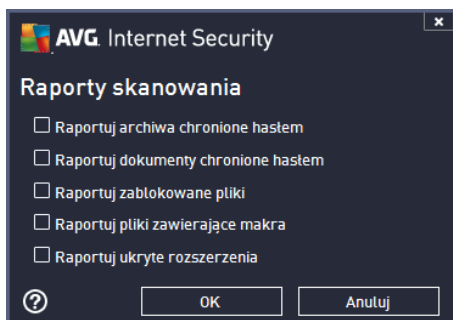 AVG. Internet Security
Raporty skanowania
Raportuj archiwa chronione hasłem
Raportuj dokumenty chronione hasłem
Raportuj zablokowane pliki
Raportuj pliki zawierające makra
Raportuj ukryte rozszerzenia
OK Anuluj